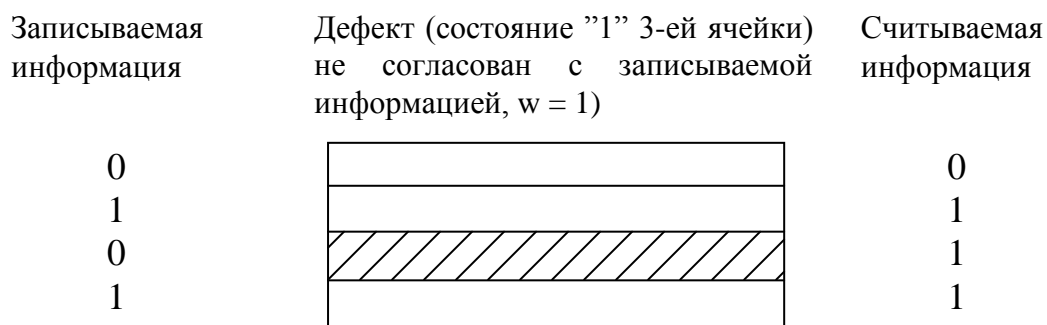 Записываемая
информация
Дефект (состояние ”1” 3-ей ячейки)
не согласован с записываемой
информацией, w = 1)
Считываемая
информация
0 0
1 1
0 1
1 1